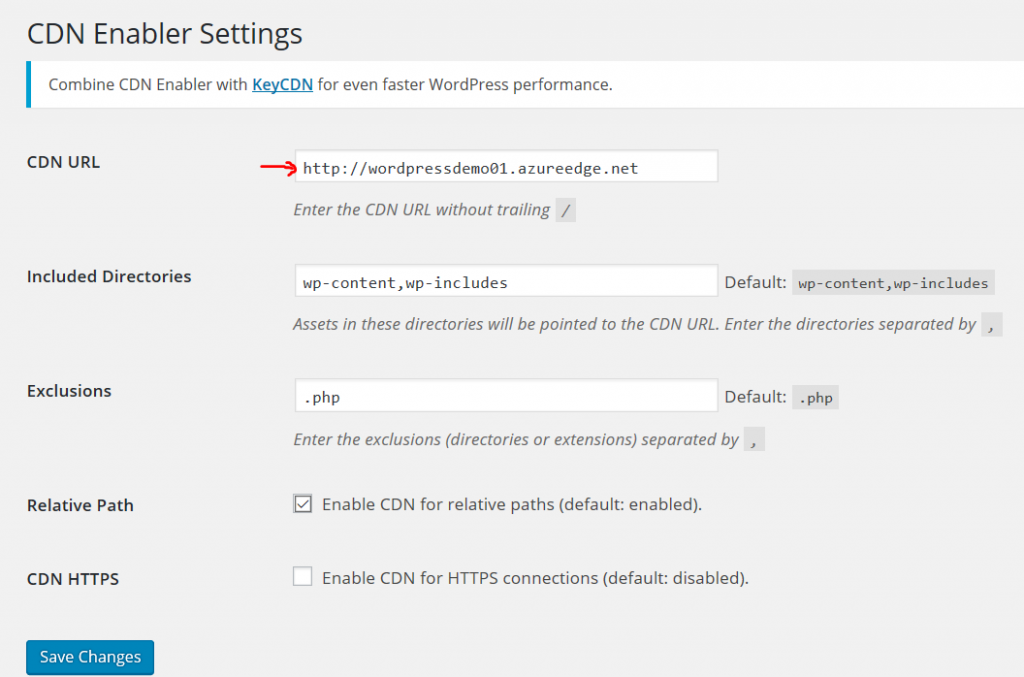 CDN Enabler Settings
Combine CDN Enabler with KeyCDN for even faster WordPress performance.
CDN URL
http://wordpressdemo01.azureedge.net
Enter the CDN URL without trailing /
Included Directories
wp-content,wp-includes Default: wp-content,wp-includes
Assets in these directories will be pointed to the CDN URL. Enter the directories separated by ,
Exclusions
.php Default: .php
Enter the exclusions (directories or extensions) separated by ,
Relative Path
Enable CDN for relative paths (default: enabled).
CDN HTTPS
Enable CDN for HTTPS connections (default: disabled).
Save Changes